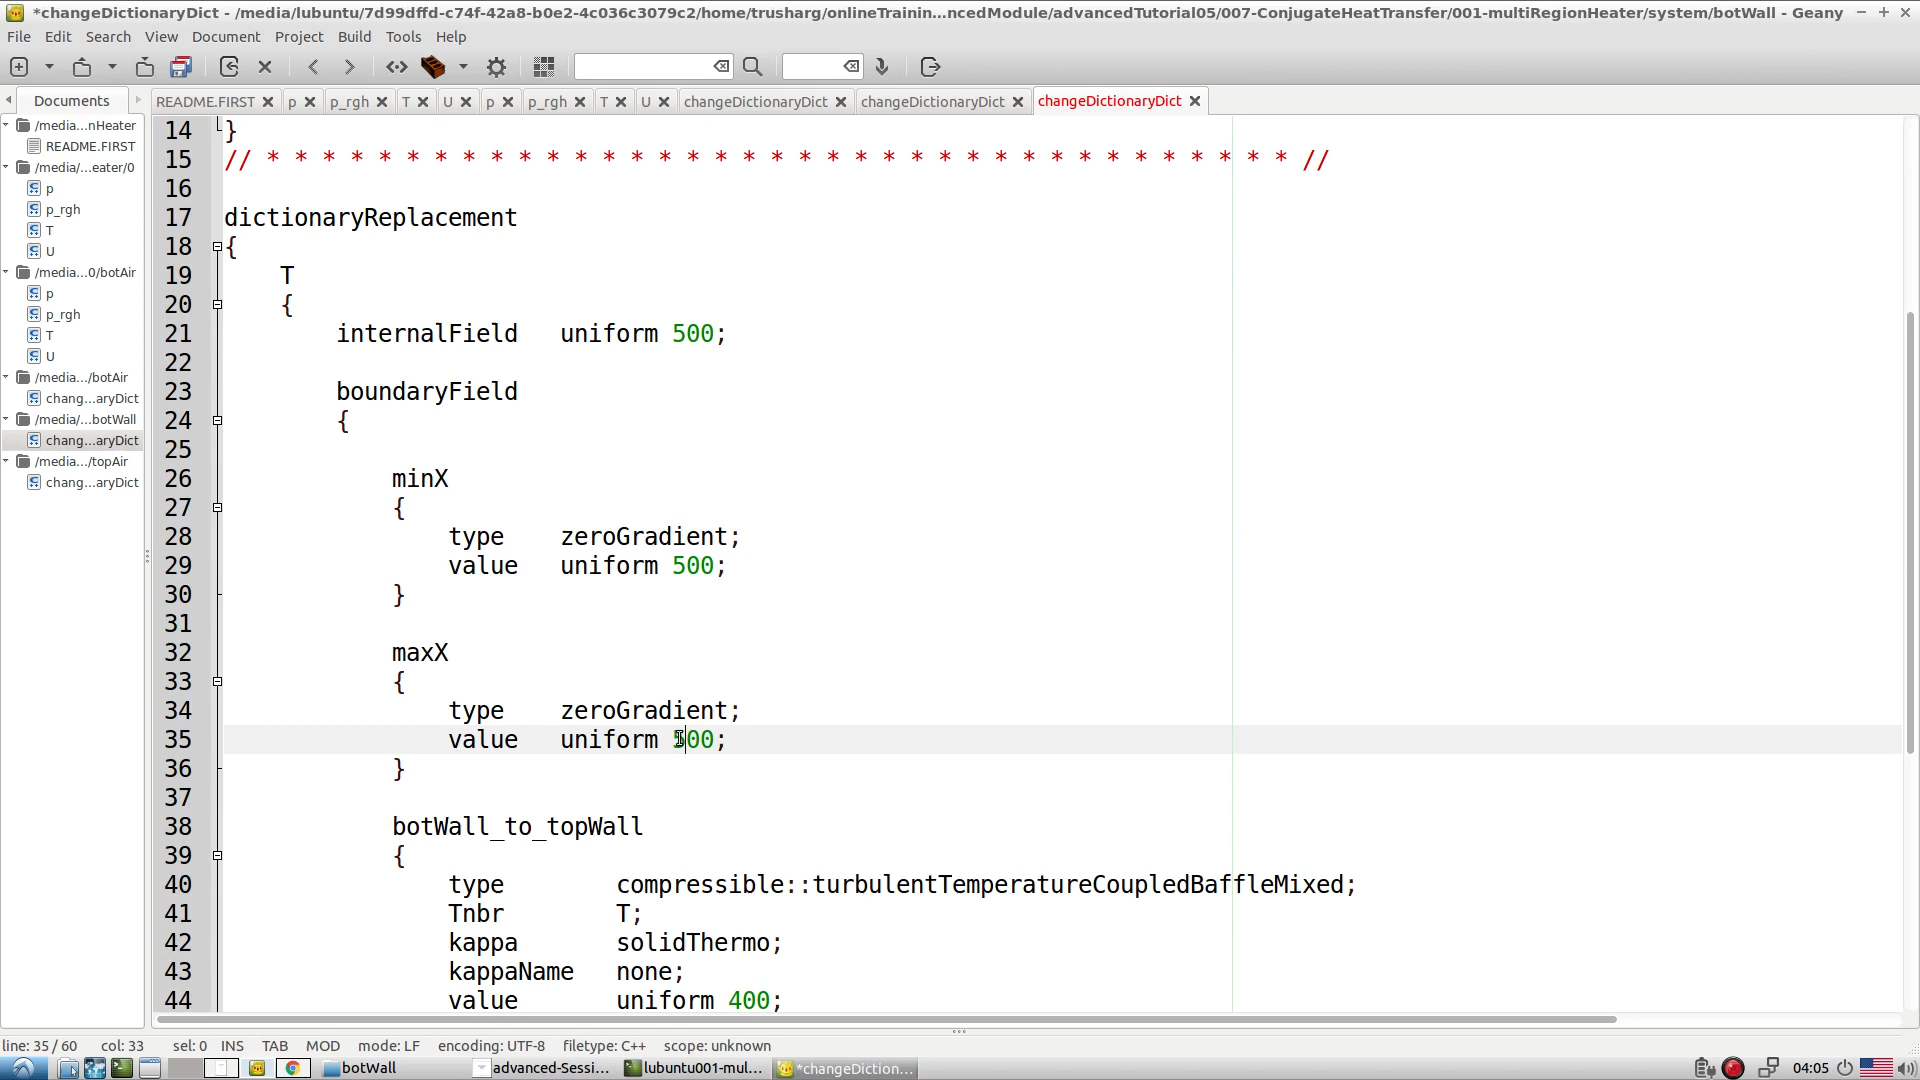 *changeDictionaryDict - /media/lubuntu/7d99dffd-c74f-42a8-b0e2-4c036c3079c2/home/trusharg/onlineTrainin...ncedModule/advancedTutorial05/007-ConjugateHeatTransfer/001-multiRegionHeater/system/botWall - Geany
File Edit Search View Document Project Build Tools Help
Documents
README.FIRST p p_rgh T U p p_rgh T U changeDictionaryDict changeDictionaryDict changeDictionaryDict
/media...nHeater
README.FIRST
/media/...eater/0
p
p_rgh
T
U
/media...0/botAir
p
p_rgh
T
U
/media.../botAir
chang...aryDict
/media/...botWall
chang...aryDict
/media.../topAir
chang...aryDict
14 }
15 // * * * * * * * * * * * * * * * * * * * * * * * * * * * * * * * * * * * * * //
16
17 dictionaryReplacement
18 {
19 T
20 {
21 internalField uniform 500;
22
23 boundaryField
24 {
25
26 minX
27 {
28 type zeroGradient;
29 value uniform 500;
30 }
31
32 maxX
33 {
34 type zeroGradient;
35 value uniform 500;
36 }
37
38 botWall_to_topWall
39 {
40 type compressible::turbulentTemperatureCoupledBaffleMixed;
41 Tnbr T;
42 kappa solidThermo;
43 kappaName none;
44 value uniform 400;
line: 35 / 60 col: 33 sel: 0 INS TAB MOD mode: LF encoding: UTF-8 filetype: C++ scope: unknown
botWall advanced-Sessi... lubuntu001-mul... *changeDiction... 04:05